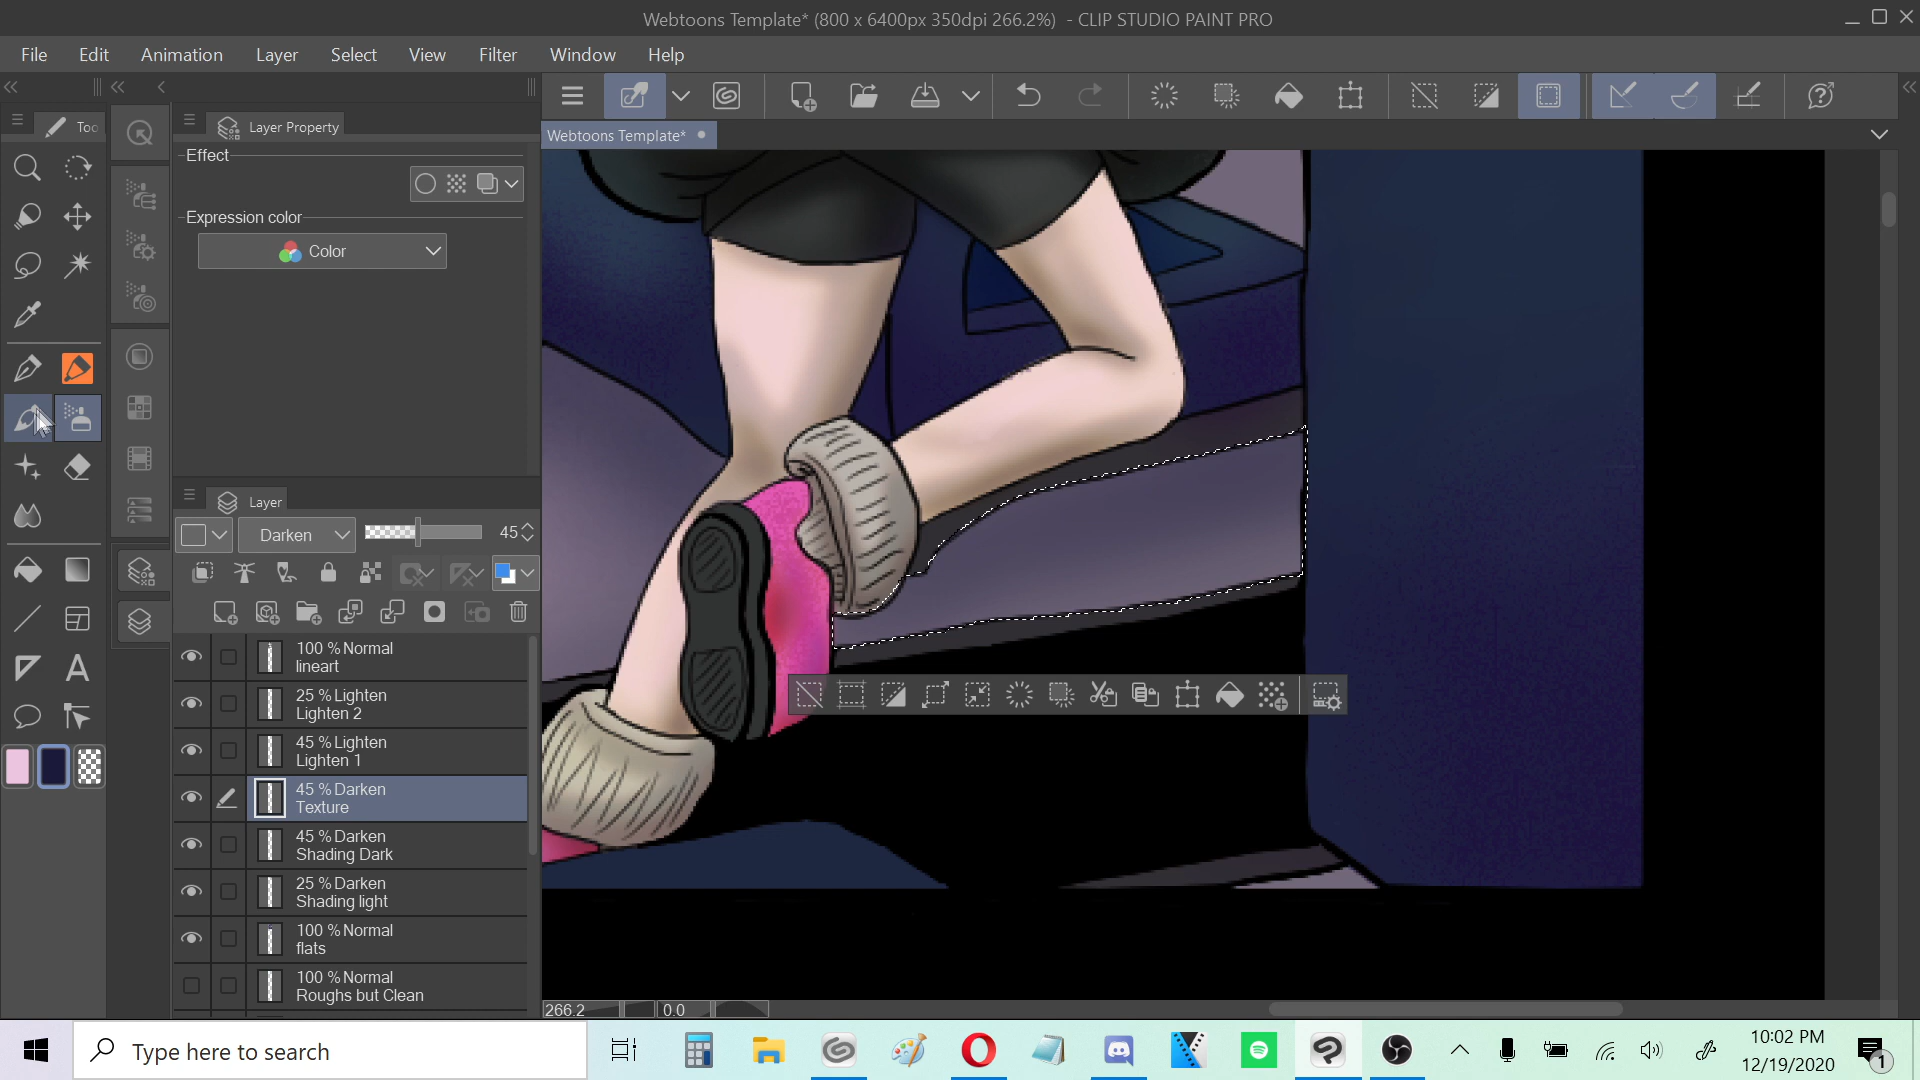 Webtoons Template* (800 x 6400px 350dpi 266.2%) - CLIP STUDIO PAINT PRO
File Edit Animation Layer Select View Filter Window Help
Too
Layer Property
Webtoons Template*
Effect
Expression color
Color
Layer
Darken
45
100 % Normal
lineart
25 % Lighten
Lighten 2
45 % Lighten
Lighten 1
45 % Darken
Texture
45 % Darken
Shading Dark
25 % Darken
Shading light
100 % Normal
flats
100 % Normal
Roughs but Clean
266.2
0.0
Type here to search
10:02 PM
12/19/2020
1